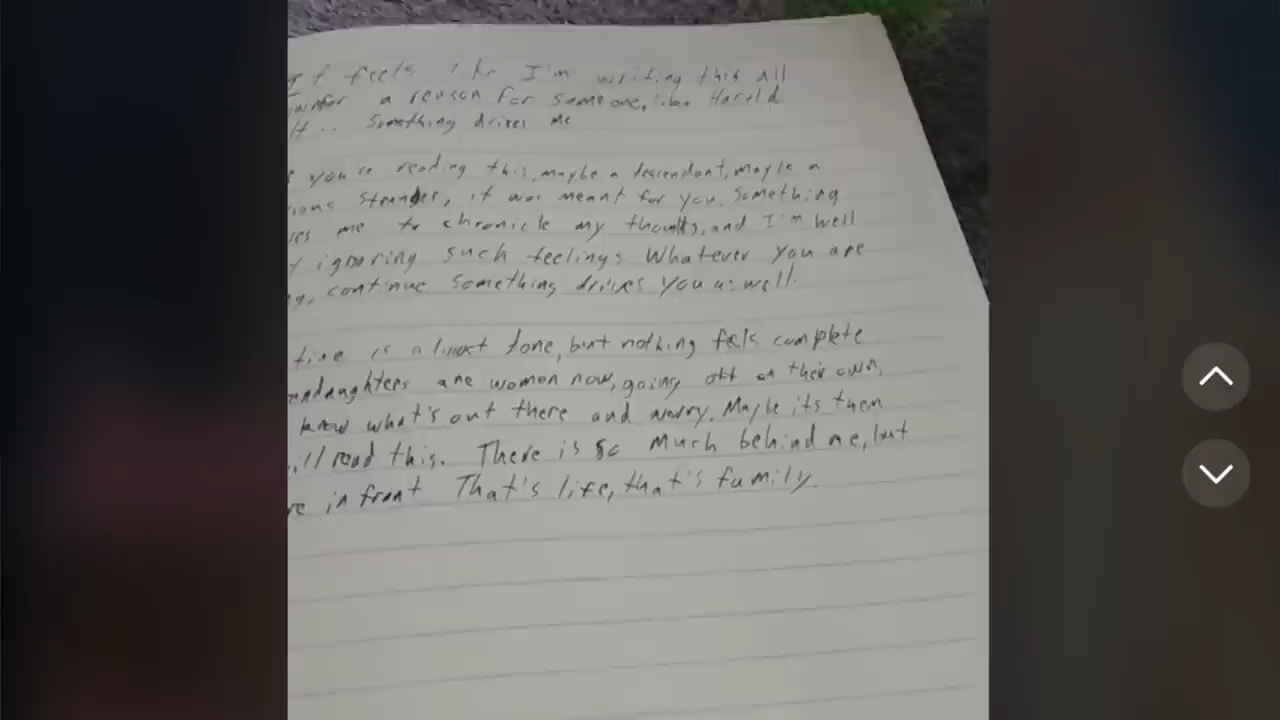 feels like I'm writing this all
for a reason for someone, like Harold
Something drives me
you're reading this, maybe a descendant, maybe a
stranger, it was meant for you. Something
me to chronicle my thoughts, and I'm well
ignoring such feelings Whatever you are
continue something drives you as well.
time is almost done, but nothing feels complete
are women now, going off on their own,
know what's out there and worry. Maybe its them
read this. There is so much behind me, but
in front That's life, that's family.